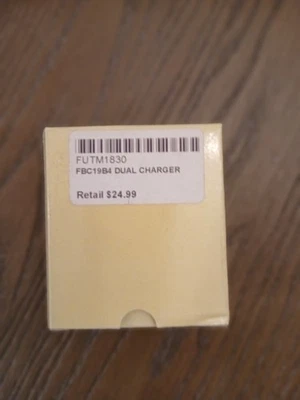 FUTM1830
FBC19B4 DUAL CHARGER
Retail $24.99